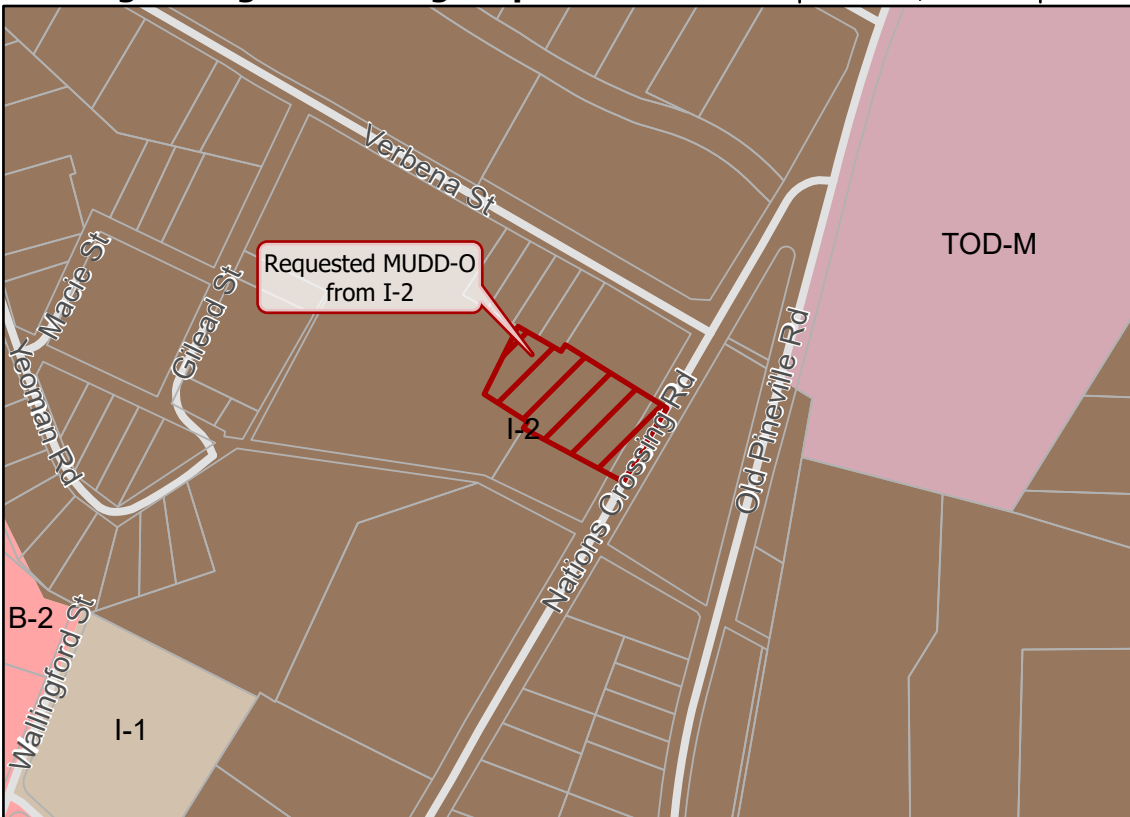 Verbena St
TOD-M
Requested MUDD-O
from I-2
Macie St
Gilead St
Yeoman Rd
I-2
Old Pineville Rd
Nations Crossing Rd
B-2
Wallingford St
I-1